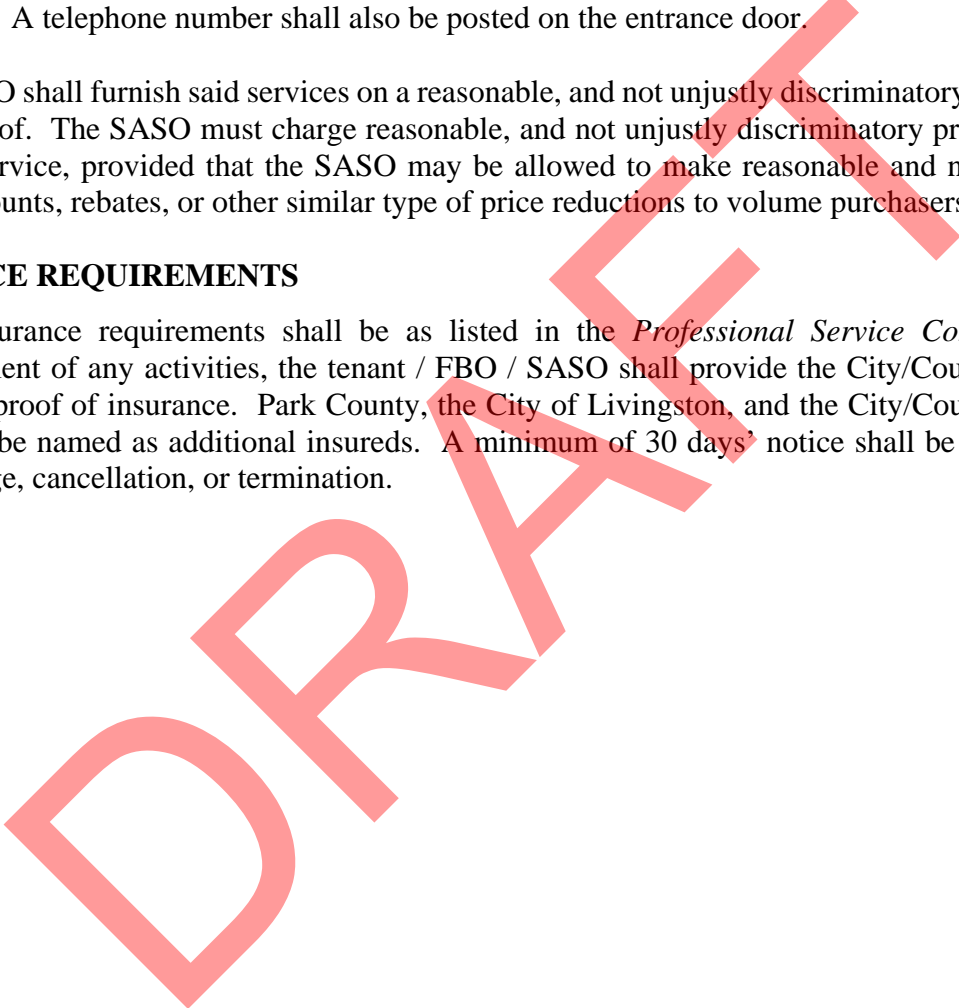 A telephone number shall also be posted on the entrance door.
O shall furnish said services on a reasonable, and not unjustly discriminatory
of. The SASO must charge reasonable, and not unjustly discriminatory pr
rvice, provided that the SASO may be allowed to make reasonable and n
ounts, rebates, or other similar type of price reductions to volume purchasers
CE REQUIREMENTS
urance requirements shall be as listed in the Professional Service Co
ent of any activities, the tenant / FBO / SASO shall provide the City/Cou
proof of insurance. Park County, the City of Livingston, and the City/Cou
be named as additional insureds. A minimum of 30 days’ notice shall be
ge, cancellation, or termination.
DRAFT